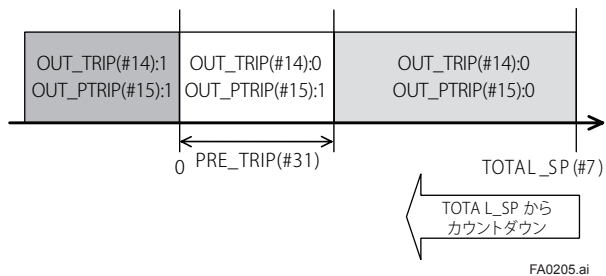 OUT_TRIP(#14):1
OUT_PTRIP(#15):1
OUT_TRIP(#14):0
OUT_PTRIP(#15):1
OUT_TRIP(#14):0
OUT_PTRIP(#15):0
0
PRE_TRIP(#31)
TOTAL_SP(#7)
TOTAL_SP から
カウントダウン
FA0205.ai